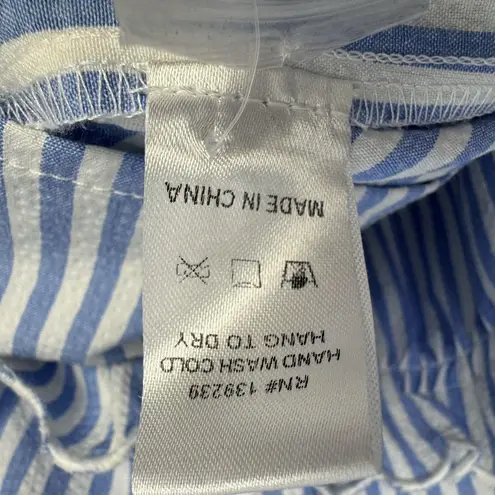 RN# 139239
HAND WASH COLD
HANG TO DRY
MADE IN CHINA